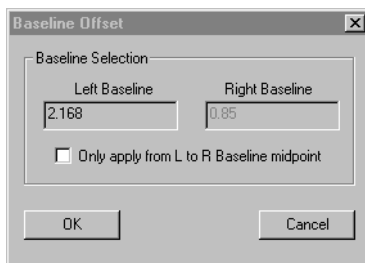 Baseline Offset
Baseline Selection
Left Baseline Right Baseline
2.168 0.85
Only apply from L to R Baseline midpoint
OK Cancel